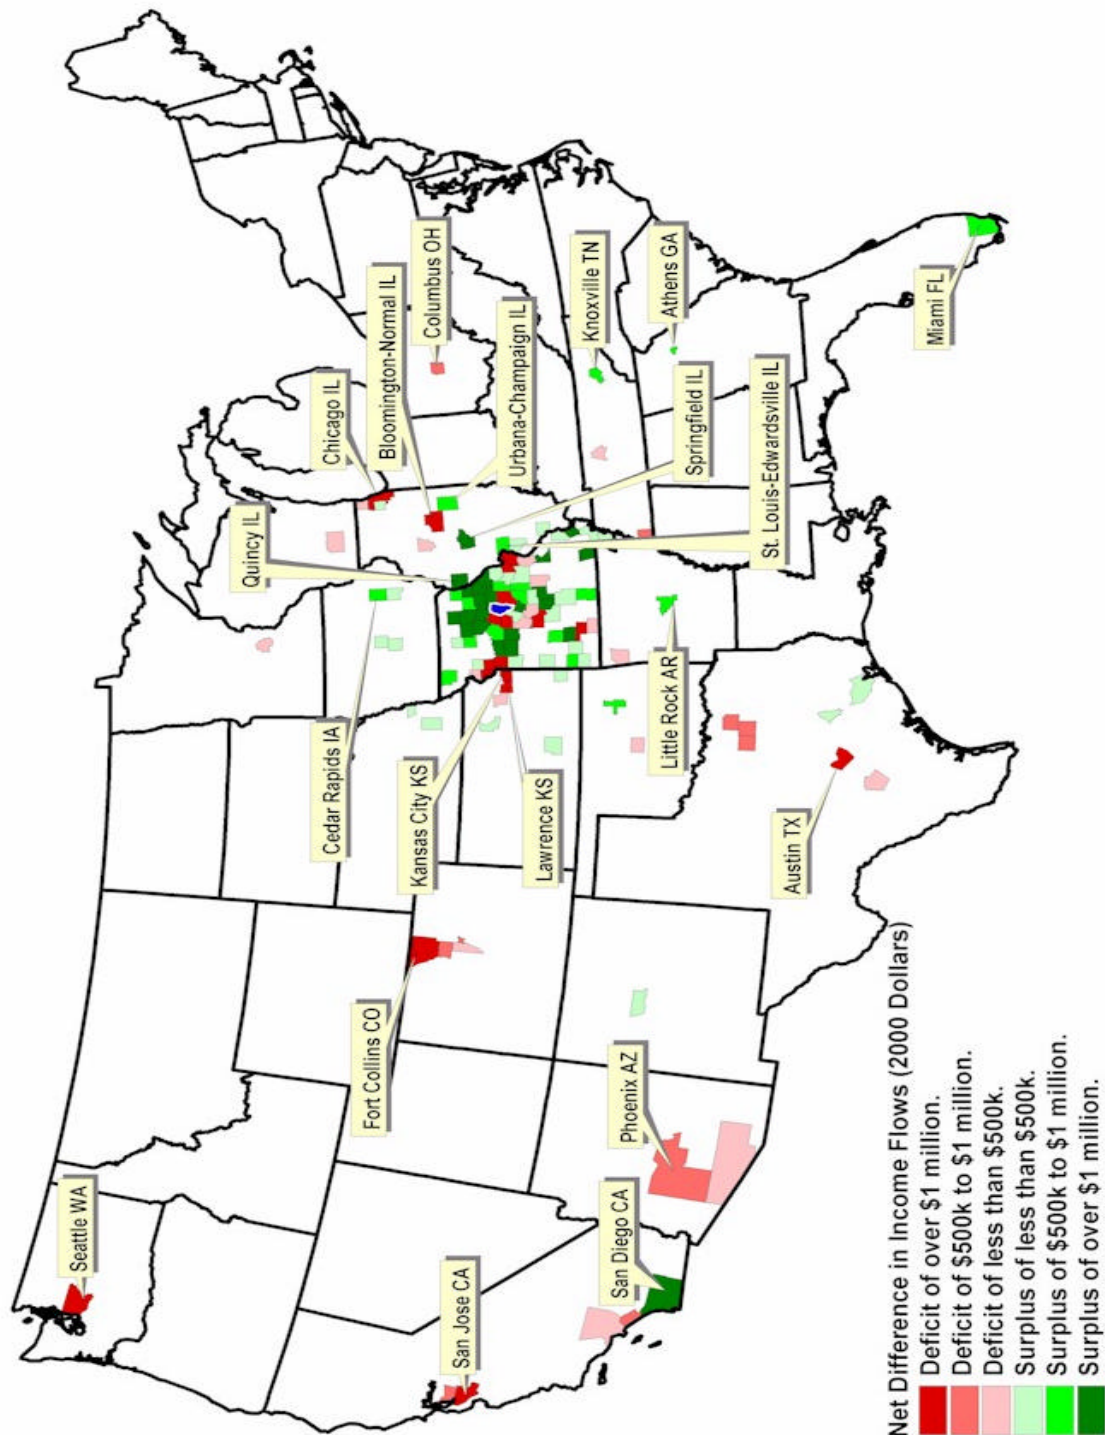 Seattle WA
San Jose CA
San Diego CA
Phoenix AZ
Fort Collins CO
Cedar Rapids IA
Kansas City KS
Lawrence KS
Little Rock AR
Austin TX
Quincy IL
Chicago IL
Bloomington-Normal IL
Columbus OH
Urbana-Champaign IL
Knoxville TN
Athens GA
Springfield IL
St. Louis-Edwardsville IL
Miami FL
Net Difference in Income Flows (2000 Dollars)
Deficit of over $1 million.
Deficit of $500k to $1 million.
Deficit of less than $500k.
Surplus of less than $500k.
Surplus of $500k to $1 million.
Surplus of over $1 million.